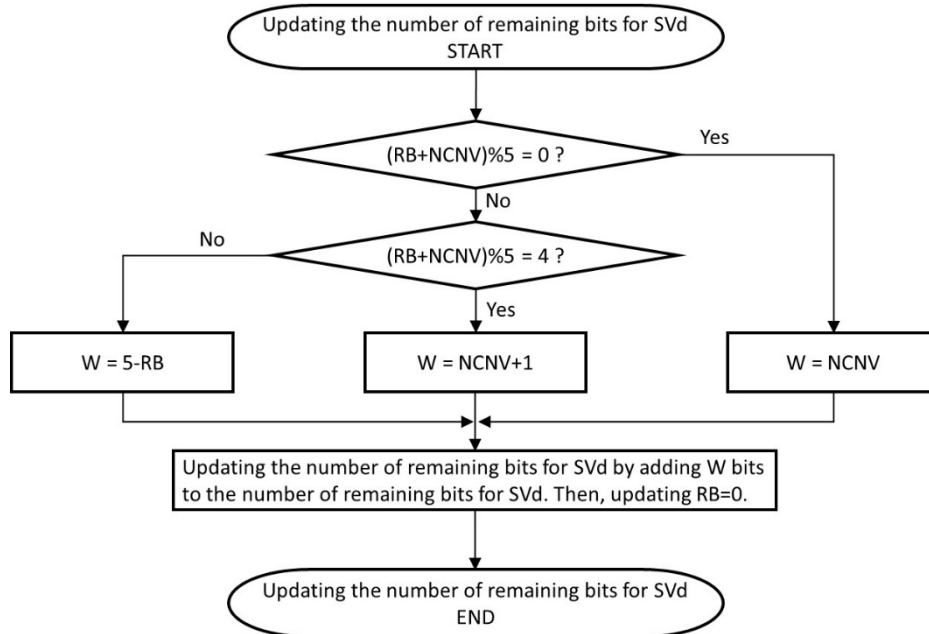 Updating the number of remaining bits for SVd
START
(RB+NCNV)%5 = 0 ?
Yes
No
(RB+NCNV)%5 = 4 ?
No
Yes
W = 5-RB
W = NCNV+1
W = NCNV
Updating the number of remaining bits for SVd by adding W bits
to the number of remaining bits for SVd. Then, updating RB=0.
Updating the number of remaining bits for SVd
END